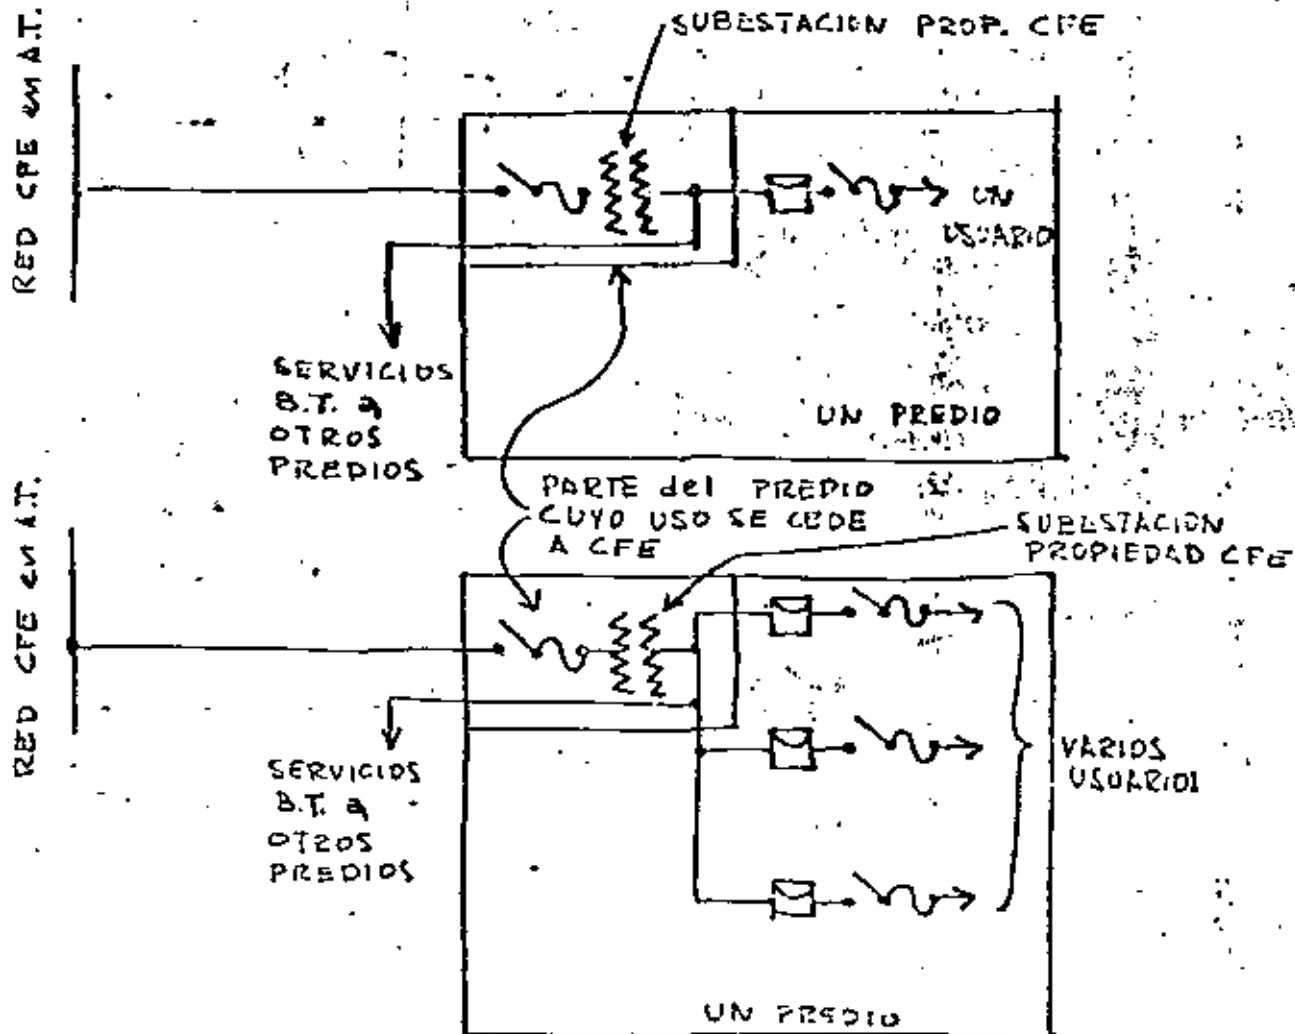 SUBESTACION PROP. CFE
RED CFE en A.T.
UN
USUARIO
SERVICIOS
B.T. a
OTROS
PREDIOS
UN PREDIO
PARTE del PREDIO
CUYO USO SE CEDE
A CFE
SUBESTACION
PROPIEDAD CFE
RED CFE en A.T.
VARIOS
USUARIOS
SERVICIOS
B.T. a
OTROS
PREDIOS
UN PREDIO